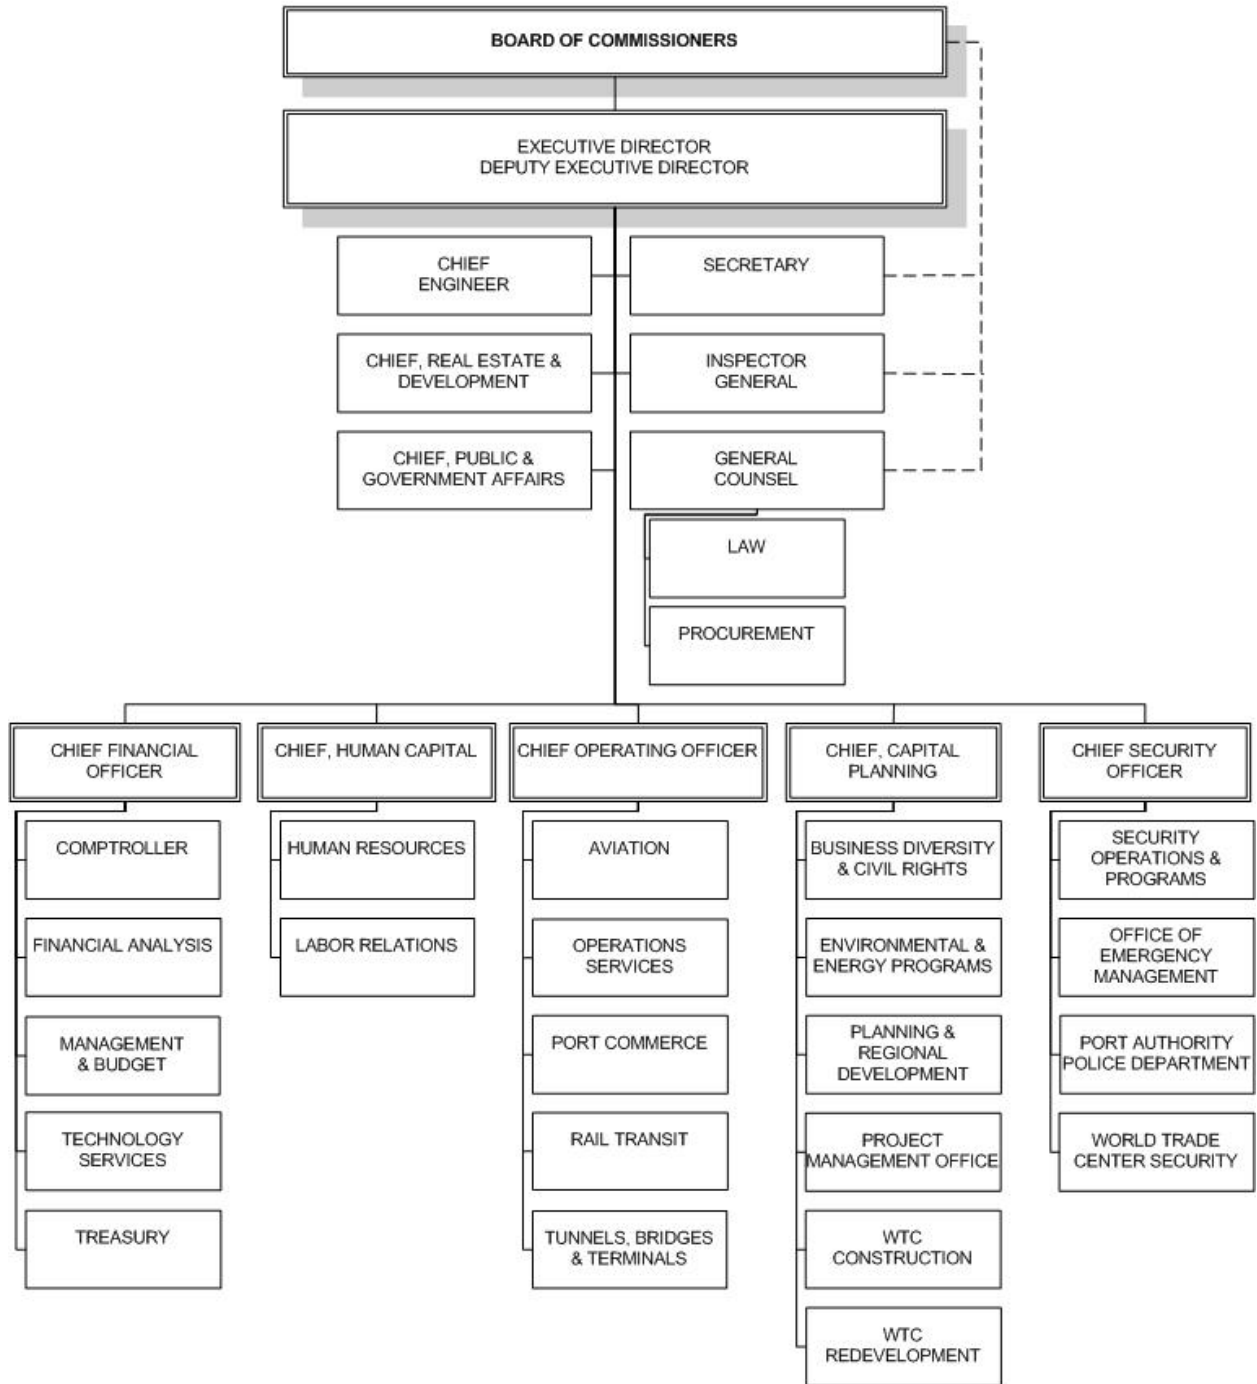 BOARD OF COMMISSIONERS
EXECUTIVE DIRECTOR
DEPUTY EXECUTIVE DIRECTOR
CHIEF
ENGINEER
SECRETARY
CHIEF, REAL ESTATE &
DEVELOPMENT
INSPECTOR
GENERAL
CHIEF, PUBLIC &
GOVERNMENT AFFAIRS
GENERAL
COUNSEL
LAW
PROCUREMENT
CHIEF FINANCIAL
OFFICER
COMPTROLLER
FINANCIAL ANALYSIS
MANAGEMENT
& BUDGET
TECHNOLOGY
SERVICES
TREASURY
CHIEF, HUMAN CAPITAL
HUMAN RESOURCES
LABOR RELATIONS
CHIEF OPERATING OFFICER
AVIATION
OPERATIONS
SERVICES
PORT COMMERCE
RAIL TRANSIT
TUNNELS, BRIDGES
& TERMINALS
CHIEF, CAPITAL
PLANNING
BUSINESS DIVERSITY
& CIVIL RIGHTS
ENVIRONMENTAL &
ENERGY PROGRAMS
PLANNING &
REGIONAL
DEVELOPMENT
PROJECT
MANAGEMENT OFFICE
WTC
CONSTRUCTION
WTC
REDEVELOPMENT
CHIEF SECURITY
OFFICER
SECURITY
OPERATIONS &
PROGRAMS
OFFICE OF
EMERGENCY
MANAGEMENT
PORT AUTHORITY
POLICE DEPARTMENT
WORLD TRADE
CENTER SECURITY